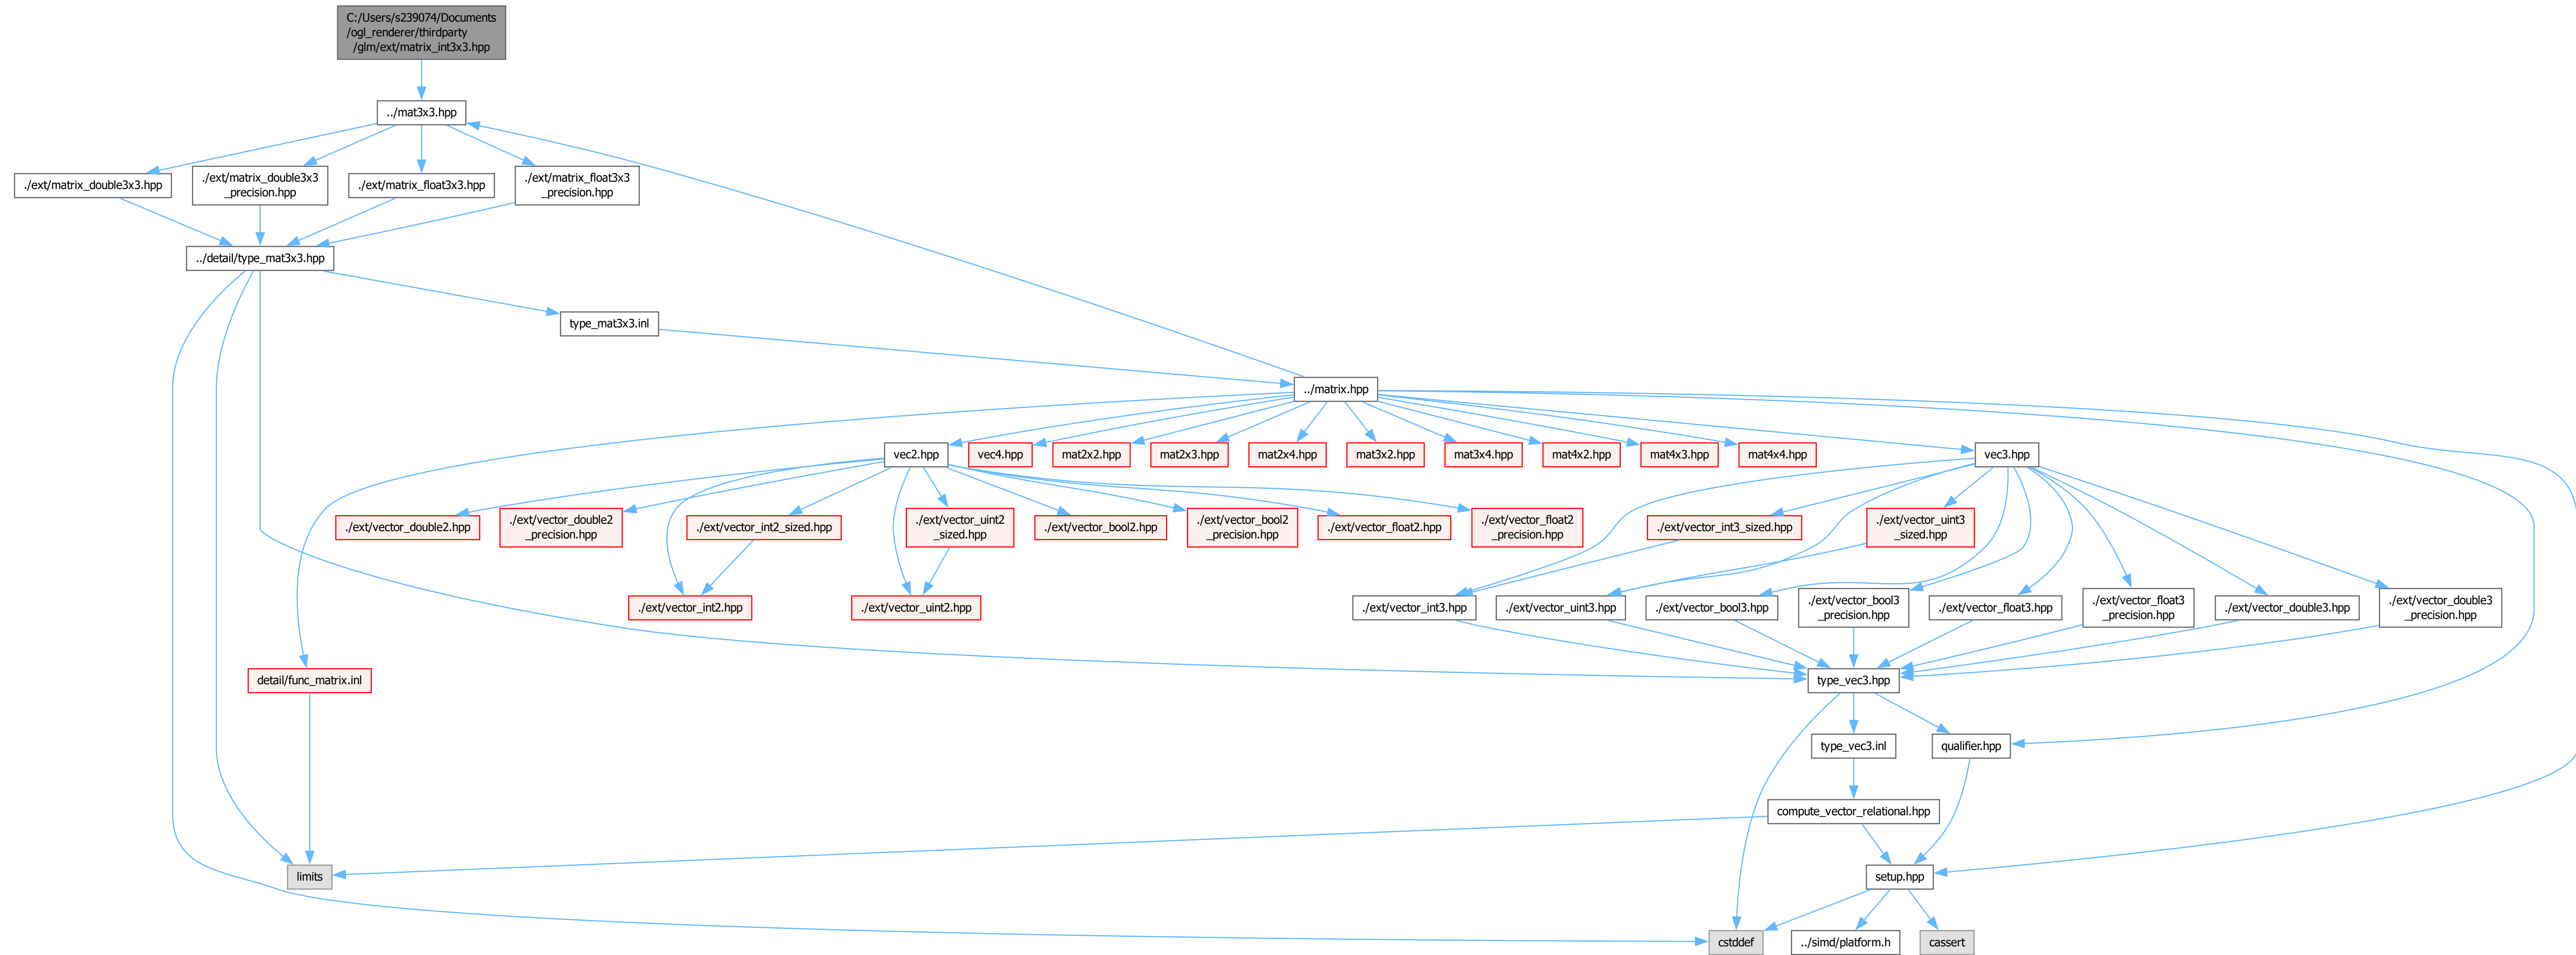 C:/Users/s239074/Documents
/ogl_renderer/thirdparty
/glm/ext/matrix_int3x3.hpp
../mat3x3.hpp
./ext/matrix_double3x3.hpp
./ext/matrix_double3x3
_precision.hpp
./ext/matrix_float3x3.hpp
./ext/matrix_float3x3
_precision.hpp
../detail/type_mat3x3.hpp
type_mat3x3.inl
../matrix.hpp
vec2.hpp
vec4.hpp
mat2x2.hpp
mat2x3.hpp
mat2x4.hpp
mat3x2.hpp
mat3x4.hpp
mat4x2.hpp
mat4x3.hpp
mat4x4.hpp
vec3.hpp
./ext/vector_double2.hpp
./ext/vector_double2
_precision.hpp
./ext/vector_int2_sized.hpp
./ext/vector_uint2
_sized.hpp
./ext/vector_bool2.hpp
./ext/vector_bool2
_precision.hpp
./ext/vector_float2.hpp
./ext/vector_float2
_precision.hpp
./ext/vector_int3_sized.hpp
./ext/vector_uint3
_sized.hpp
./ext/vector_int2.hpp
./ext/vector_uint2.hpp
./ext/vector_int3.hpp
./ext/vector_uint3.hpp
./ext/vector_bool3.hpp
./ext/vector_bool3
_precision.hpp
./ext/vector_float3.hpp
./ext/vector_float3
_precision.hpp
./ext/vector_double3.hpp
./ext/vector_double3
_precision.hpp
detail/func_matrix.inl
type_vec3.hpp
type_vec3.inl
qualifier.hpp
compute_vector_relational.hpp
limits
setup.hpp
cstddef
../simd/platform.h
cassert